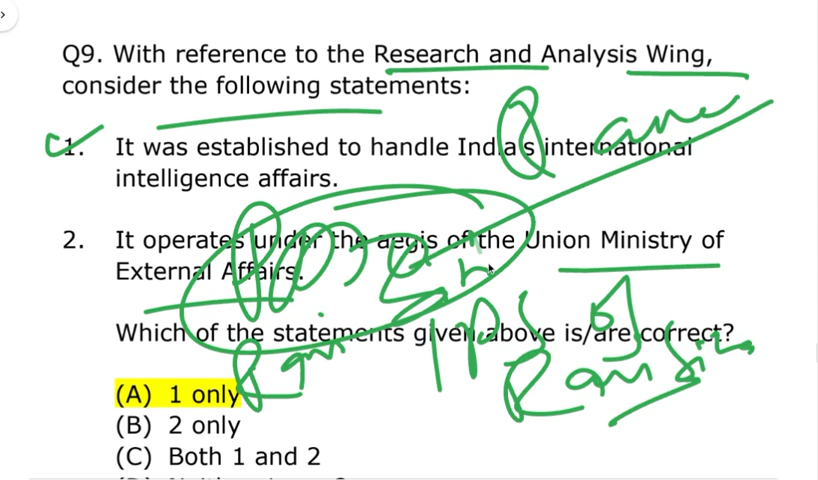 Q9. With reference to the Research and Analysis Wing,
consider the following statements:
1. It was established to handle India's international
intelligence affairs.
2. It operates under the aegis of the Union Ministry of
External Affairs.
Which of the statements given above is/are correct?
(A) 1 only
(B) 2 only
(C) Both 1 and 2